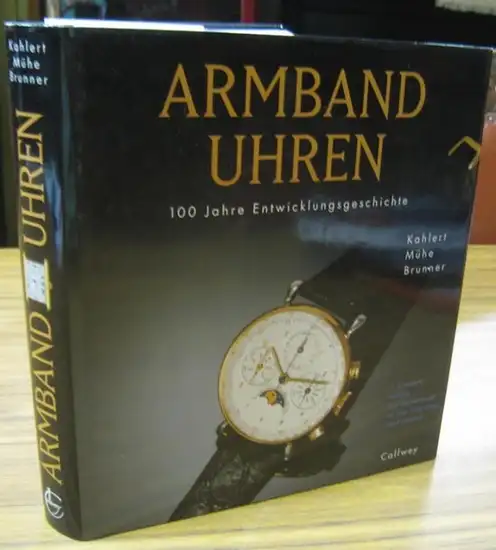 Kahlert
Mühe
Brunner
ARMBAND UHREN
ARMBAND
UHREN
100 Jahre Entwicklungsgeschichte
Kahlert
Mühe
Brunner
Callwey